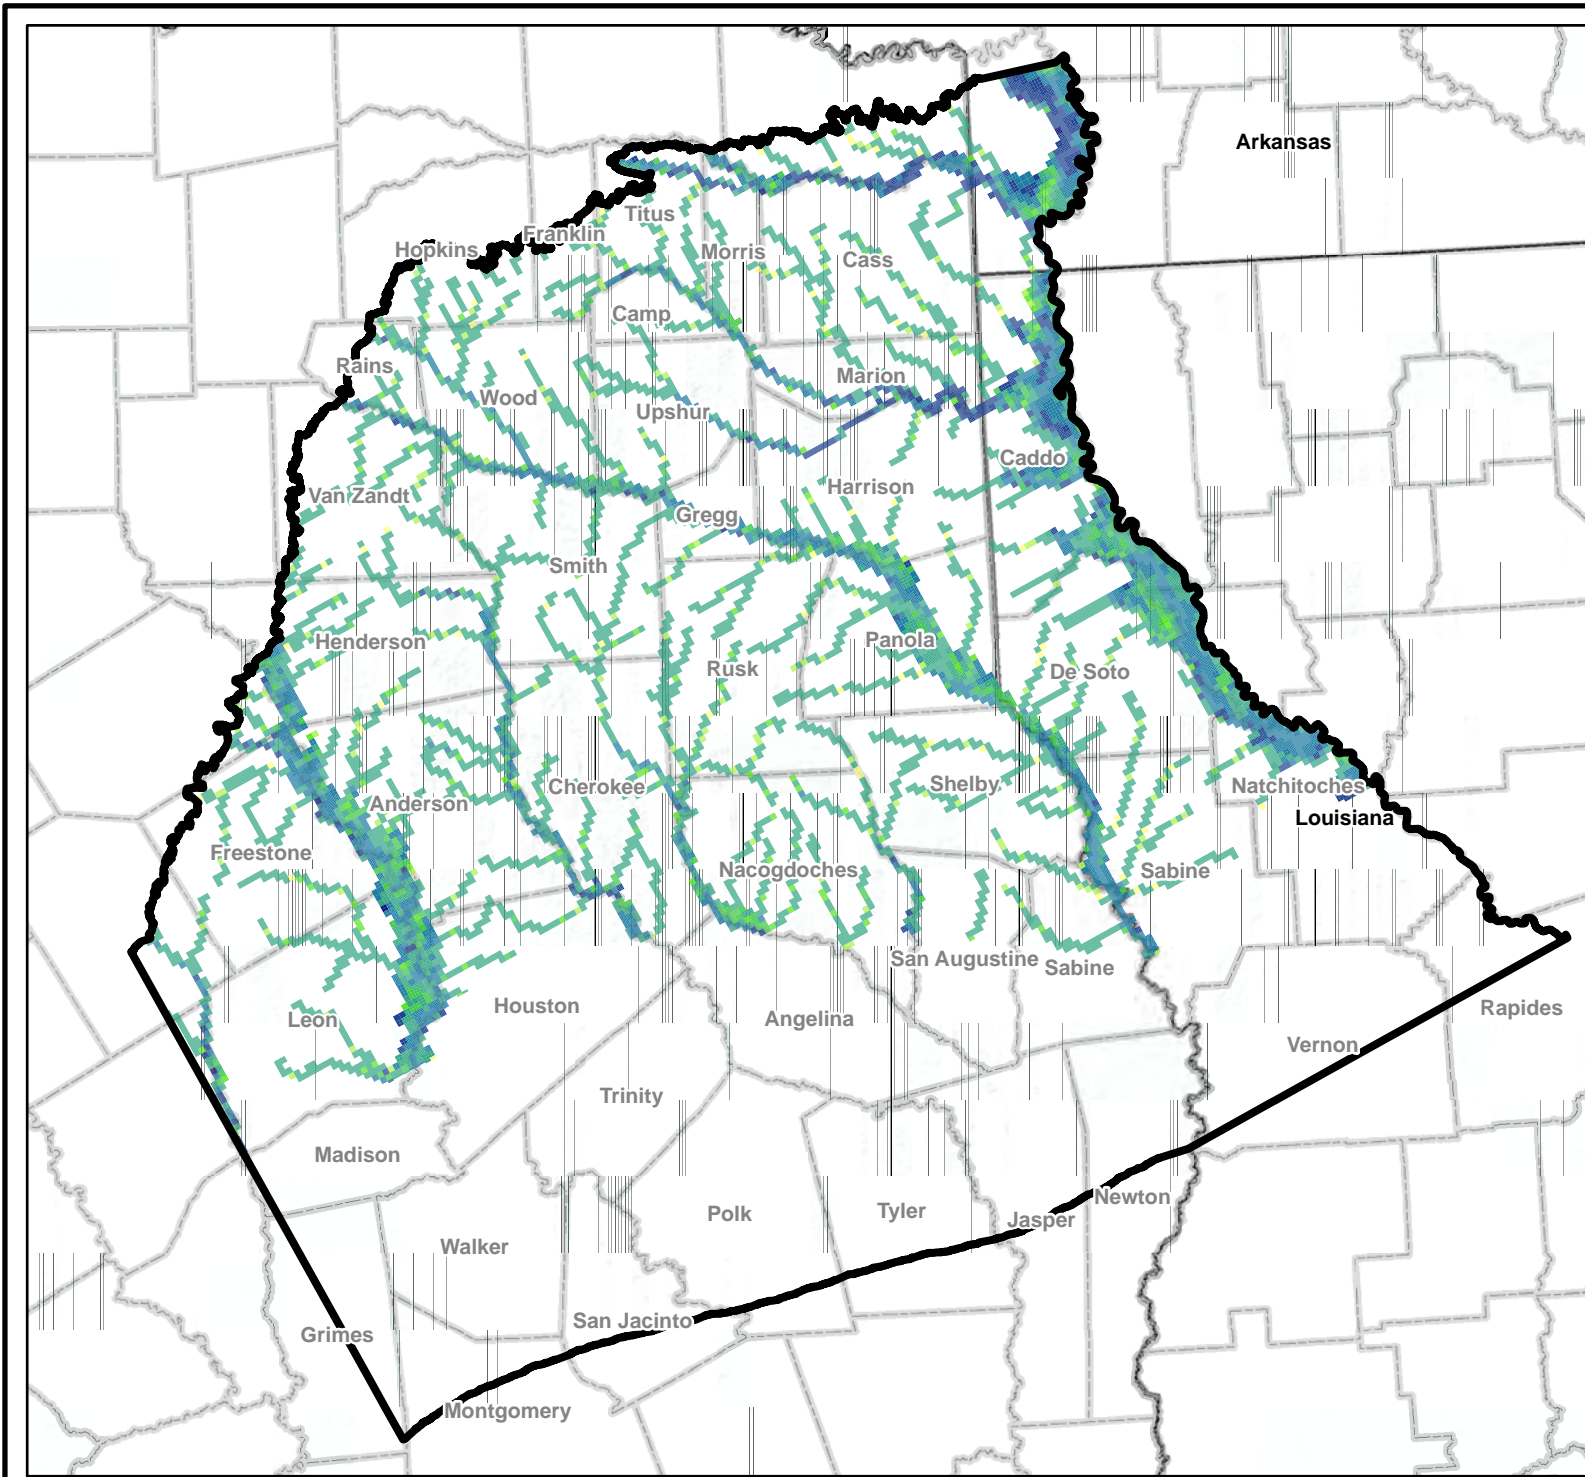 Arkansas
Titus
Franklin
Hopkins
Morris
Cass
Camp
Rains
Marion
Wood
Upshur
Caddo
Harrison
Van Zandt
Gregg
Smith
Henderson
Panola
Rusk
De Soto
Cherokee
Shelby
Natchitoches
Anderson
Louisiana
Freestone
Nacogdoches
Sabine
San Augustine
Sabine
Houston
Rapides
Leon
Angelina
Vernon
Trinity
Madison
Newton
Polk
Tyler
Jasper
Walker
San Jacinto
Grimes
Montgomery